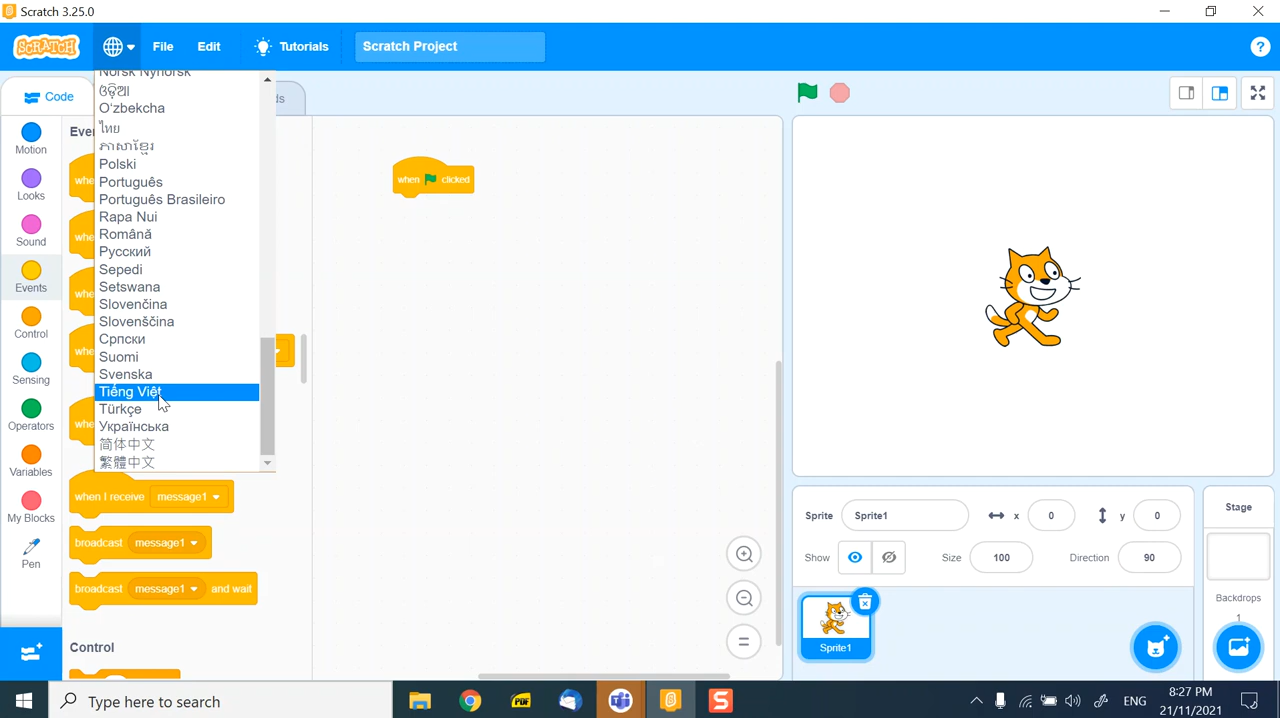 Scratch 3.25.0
SCRATCH
File
Edit
Tutorials
Scratch Project
Code
Norsk Nynorsk
ଓଡ଼ିଆ
O'zbekcha
ไทย
ភាសាខ្មែរ
Polski
Português
Português Brasileiro
Rapa Nui
Română
Русский
Sepedi
Setswana
Slovenčina
Slovenščina
Српски
Suomi
Svenska
Tiếng Việt
Türkçe
Українська
简体中文
繁體中文
Motion
Looks
Sound
Events
Control
Sensing
Operators
Variables
My Blocks
Pen
when I receive message1
broadcast message1
broadcast message1 and wait
Control
when clicked
Sprite Sprite1 x 0 y 0
Show Size 100 Direction 90
Sprite1
Stage
Backdrops
1
Type here to search
PDF
S
ENG
8:27 PM
21/11/2021